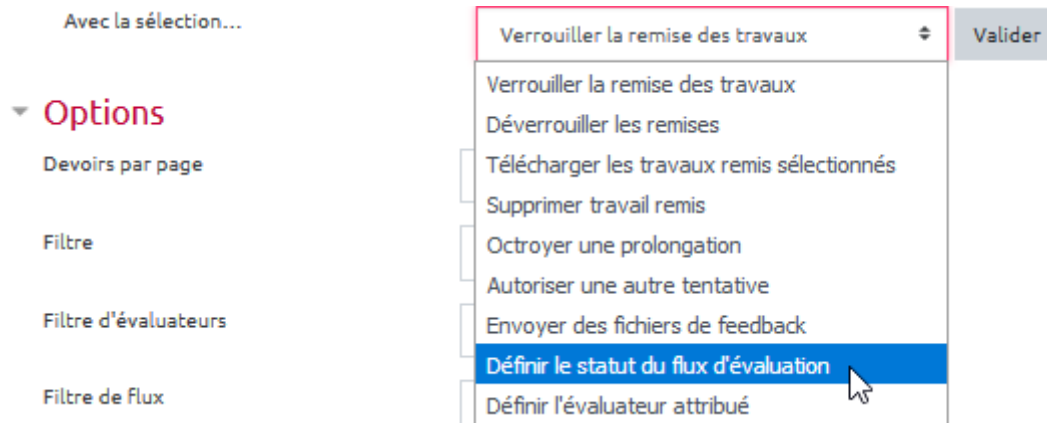 Avec la sélection...
Verrouiller la remise des travaux
Valider
Verrouiller la remise des travaux
Déverrouiller les remises
Télécharger les travaux remis sélectionnés
Supprimer travail remis
Octroyer une prolongation
Autoriser une autre tentative
Envoyer des fichiers de feedback
Définir le statut du flux d'évaluation
Définir l'évaluateur attribué
Options
Devoirs par page
Filtre
Filtre d'évaluateurs
Filtre de flux